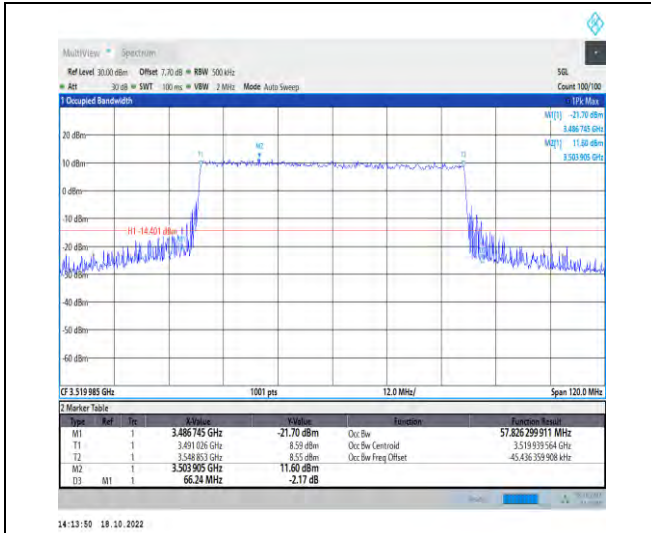 MultiView Spectrum
Ref Level 30.00 dBm Offset 7.70 dB RBW 500 kHz SGL
Att 30 dB SWT 100 ms VBW 2 MHz Mode Auto Sweep Count 100/100
1 Occupied Bandwidth 1Pk Max
M1[1] -21.70 dBm
3.486 745 GHz
M2[1] 11.60 dBm
3.503 905 GHz
20 dBm
M2
T1 T2
10 dBm
0 dBm
-10 dBm
H1 -14.401 dBm
-20 dBm
-30 dBm
-40 dBm
-50 dBm
-60 dBm
CF 3.519 985 GHz 1001 pts 12.0 MHz/ Span 120.0 MHz
2 Marker Table
Type Ref Trc X-Value Y-Value Function Function Result
M1 1 3.486 745 GHz -21.70 dBm Occ Bw 57.826 299 911 MHz
T1 1 3.491 026 GHz 8.59 dBm Occ Bw Centroid 3.519 939 564 GHz
T2 1 3.548 853 GHz 8.55 dBm Occ Bw Freq Offset -45.436 359 908 kHz
M2 1 3.503 905 GHz 11.60 dBm
D3 M1 1 66.24 MHz -2.17 dB
14:13:50 18.10.2022